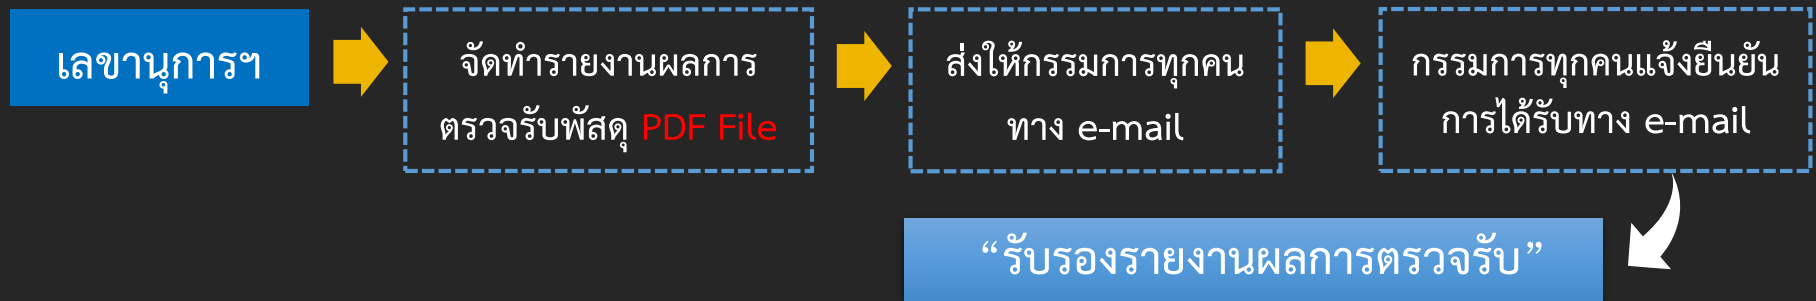 เลขานุการฯ
จัดทำรายงานผลการ
ตรวจรับพัสดุ PDF File
ส่งให้กรรมการทุกคน
ทาง e-mail
กรรมการทุกคนแจ้งยืนยัน
การได้รับทาง e-mail
“รับรองรายงานผลการตรวจรับ”